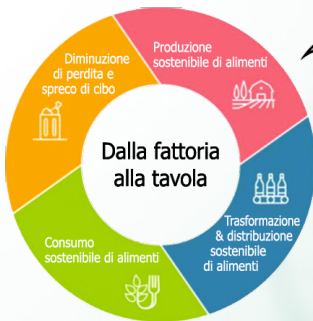 Dalla fattoria
alla tavola
Produzione
sostenibile di alimenti
Trasformazione
& distribuzione
sostenibile
di alimenti
Consumo
sostenibile di alimenti
Diminuzione
di perdita e
spreco di cibo